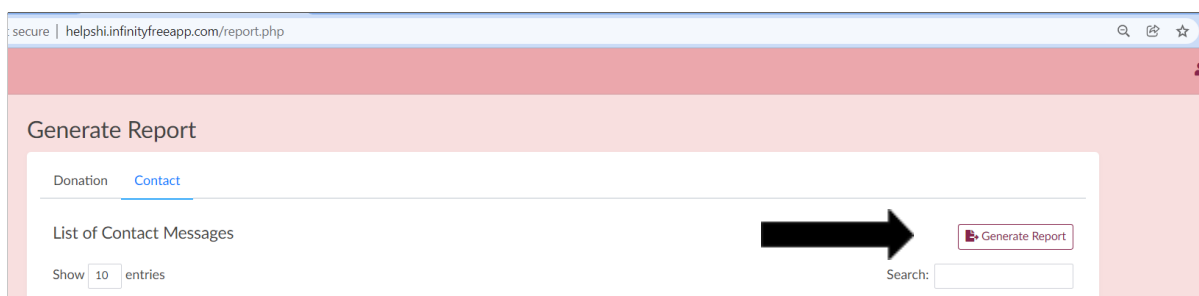 secure | helpshi.infinityfreeapp.com/report.php
Generate Report
Donation Contact
List of Contact Messages
Generate Report
Show 10 entries
Search: